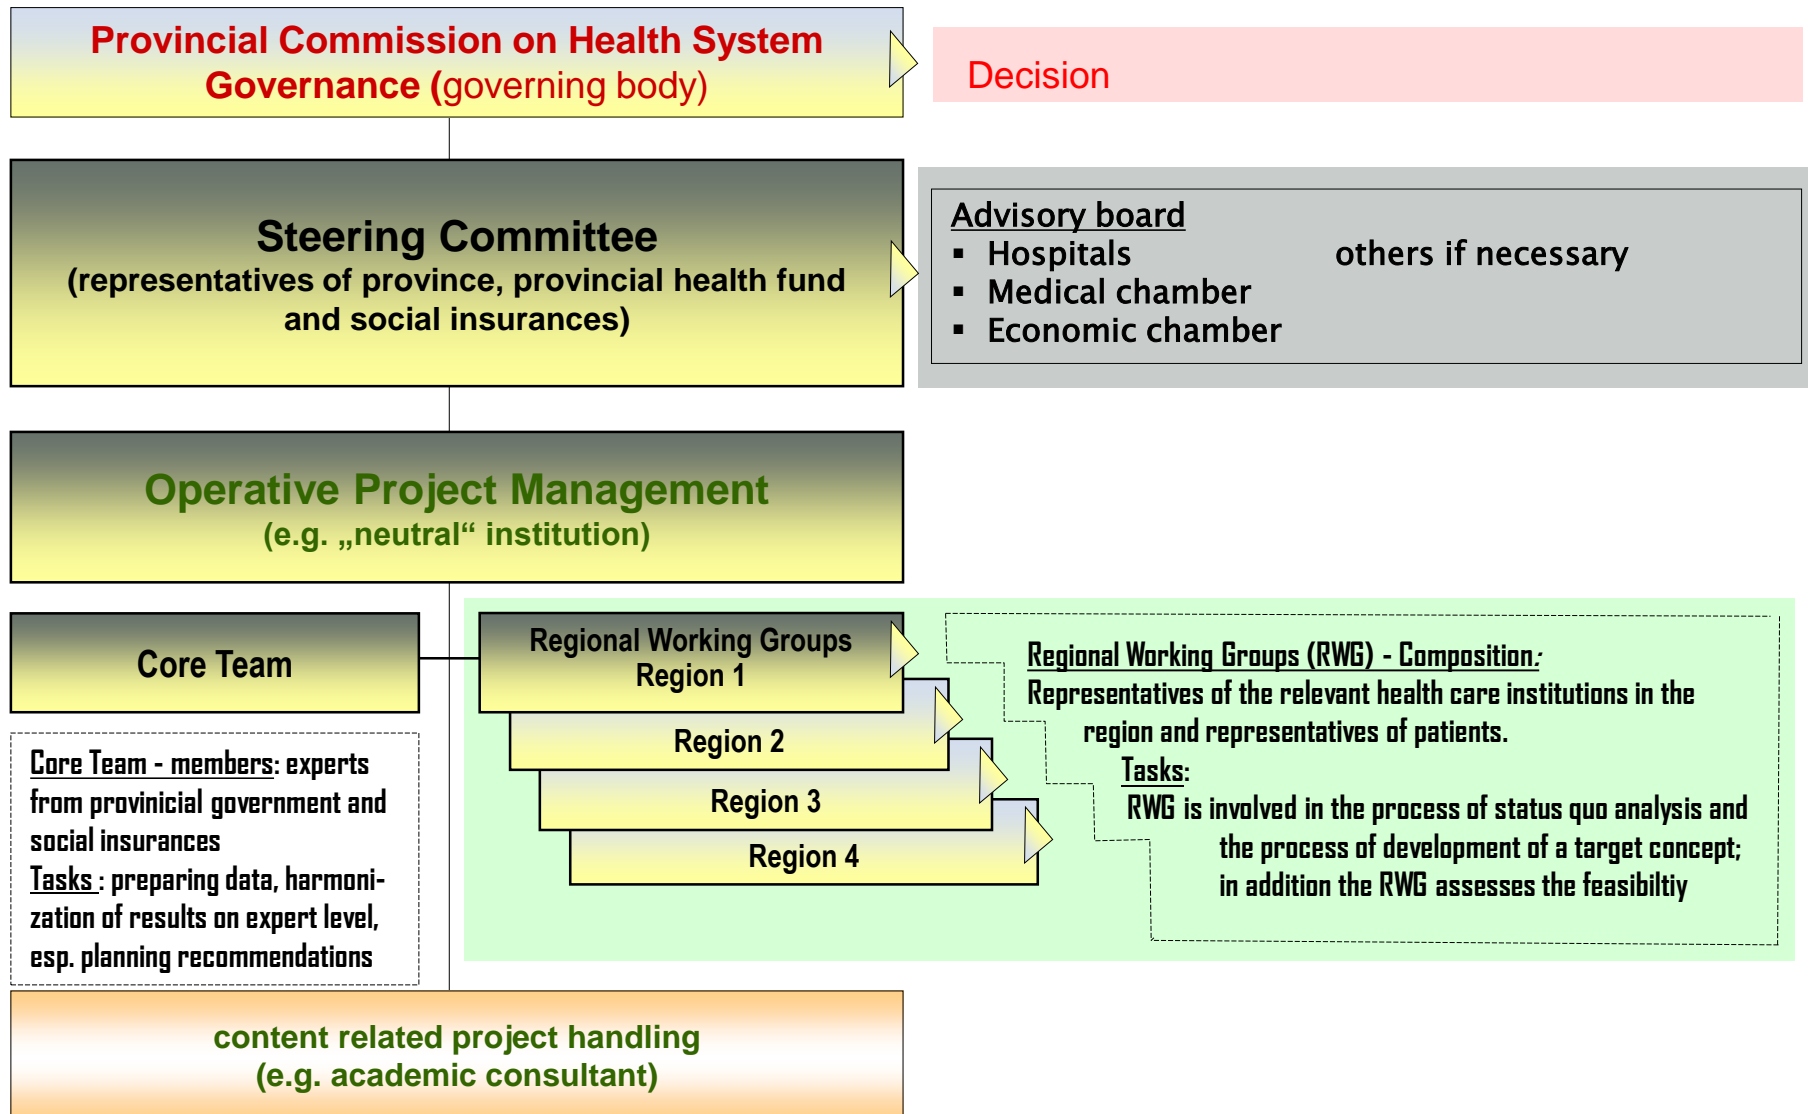 Provincial Commission on Health System
Governance (governing body)
Decision
Steering Committee
(representatives of province, provincial health fund
and social insurances)
Advisory board
▪ Hospitals others if necessary
▪ Medical chamber
▪ Economic chamber
Operative Project Management
(e.g. „neutral“ institution)
Core Team
Regional Working Groups
Region 1
Region 2
Region 3
Region 4
Core Team - members: experts
from provinicial government and
social insurances
Tasks : preparing data, harmoni-
zation of results on expert level,
esp. planning recommendations
Regional Working Groups (RWG) - Composition:
Representatives of the relevant health care institutions in the
region and representatives of patients.
Tasks:
RWG is involved in the process of status quo analysis and
the process of development of a target concept;
in addition the RWG assesses the feasibiltiy
content related project handling
(e.g. academic consultant)